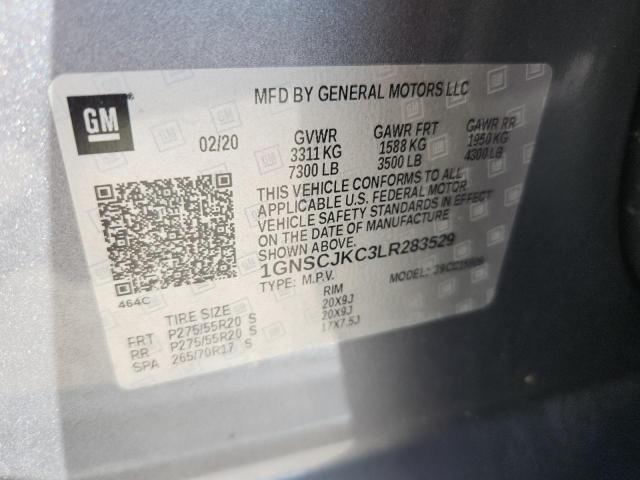 GM
MFD BY GENERAL MOTORS LLC
02/20
GVWR GAWR FRT GAWR RR
3311 KG 1588 KG 1950 KG
7300 LB 3500 LB 4300 LB
THIS VEHICLE CONFORMS TO ALL
APPLICABLE U.S. FEDERAL MOTOR
VEHICLE SAFETY STANDARDS IN EFFECT
ON THE DATE OF MANUFACTURE
SHOWN ABOVE.
1GNSCJKC3LR283529
TYPE: M.P.V. MODEL:
464C
TIRE SIZE RIM
FRT P275/55R20 S 20X9J
RR P275/55R20 S 20X9J
SPA 265/70R17 S 17X7.5J